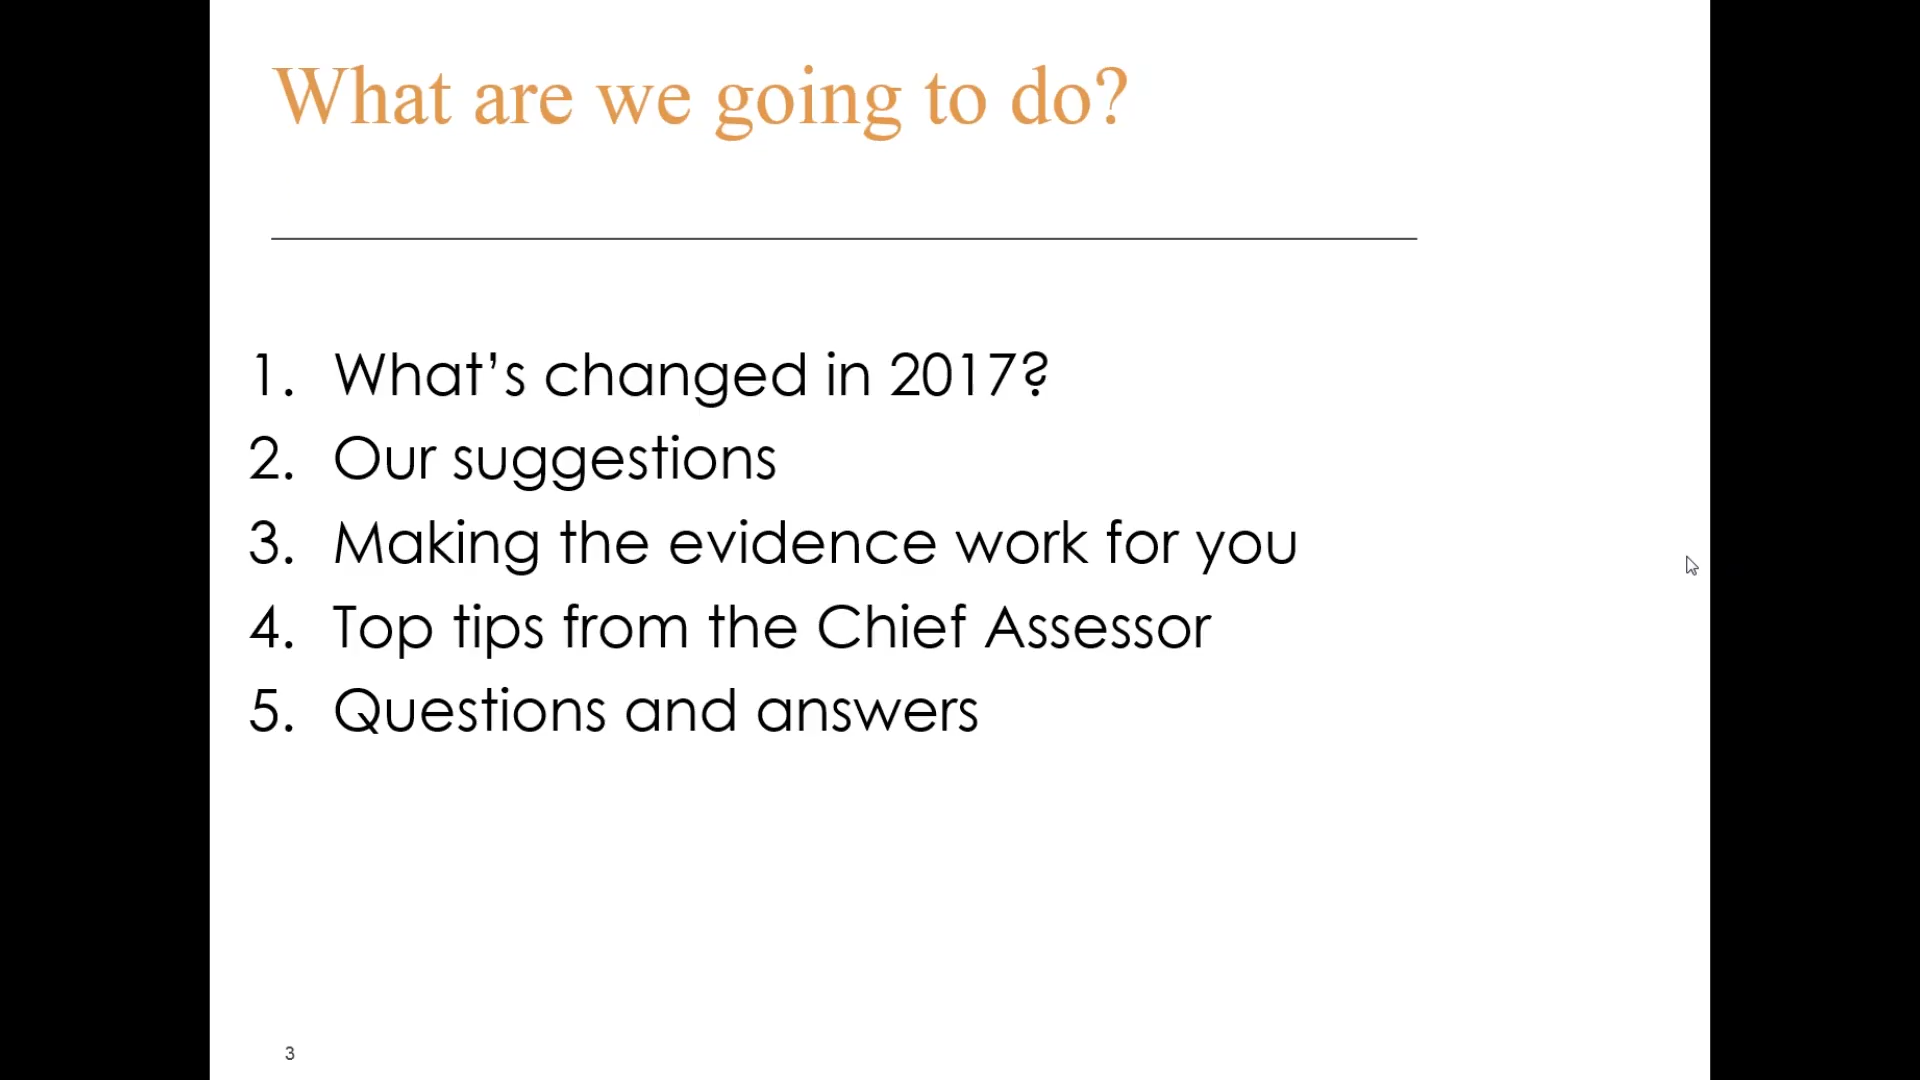 What are we going to do?
1. What’s changed in 2017?
2. Our suggestions
3. Making the evidence work for you
4. Top tips from the Chief Assessor
5. Questions and answers
3